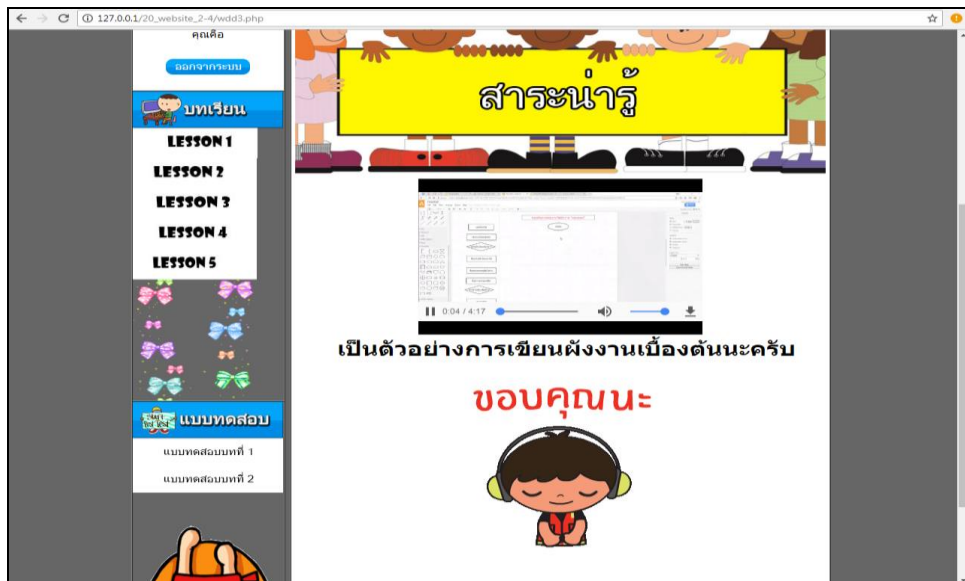 127.0.0.1/20_website_2-4/wdd3.php
คุณคือ
ออกจากระบบ
บทเรียน
LESSON 1
LESSON 2
LESSON 3
LESSON 4
LESSON 5
แบบทดสอบ
แบบทดสอบบทที่ 1
แบบทดสอบบทที่ 2
สาระน่ารู้
0:04 / 4:17
เป็นตัวอย่างการเขียนผังงานเบื้องต้นนะครับ
ขอบคุณนะ